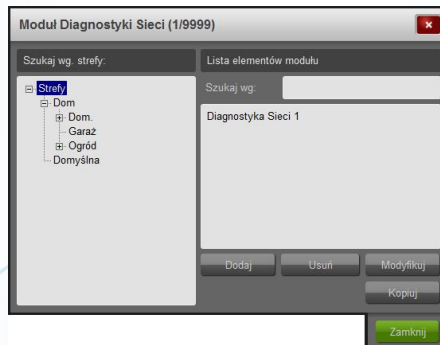 Moduł Diagnostyki Sieci (1/9999)
Szukaj wg. strefy:
Strefy
Dom
Dom.
Garaż
Ogród
Domyślna
Lista elementów modułu
Szukaj wg:
Diagnostyka Sieci 1
Dodaj Usuń Modyfikuj
Kopiuj
Zamknij